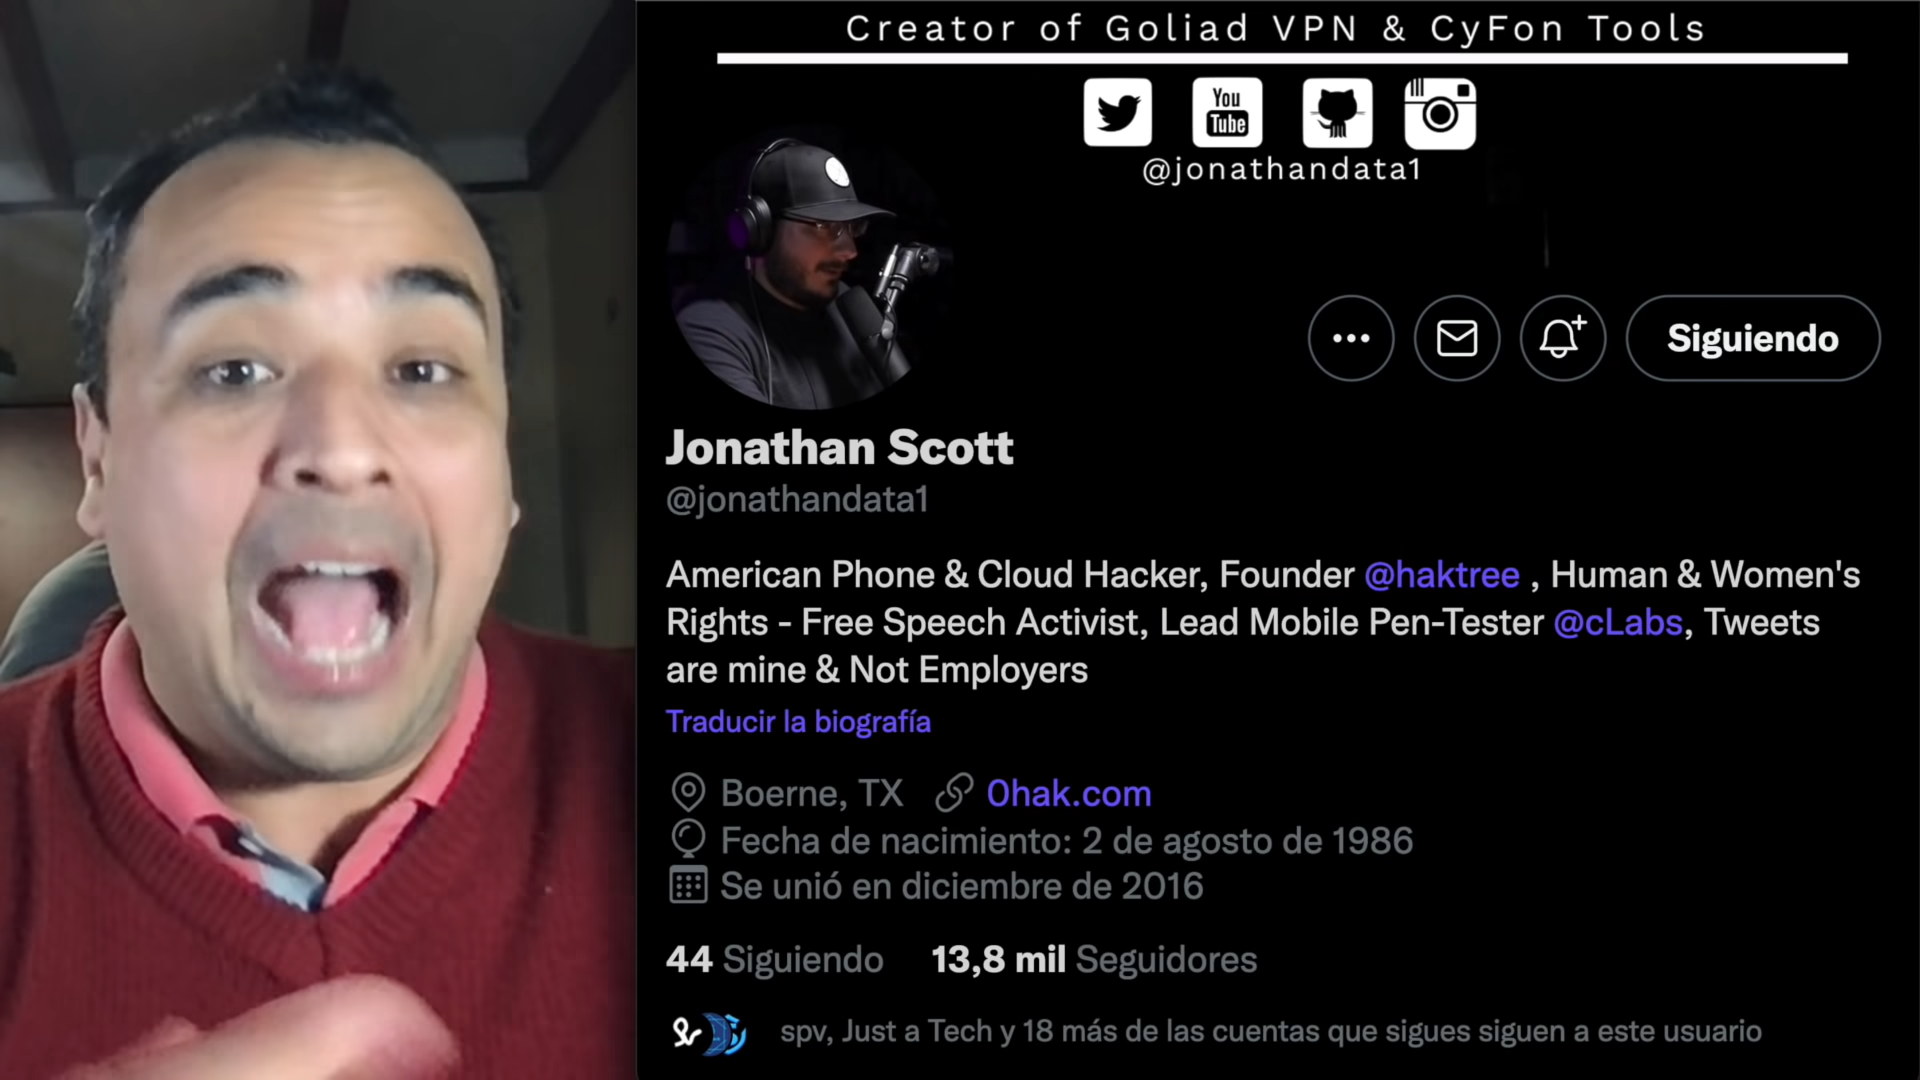 Creator of Goliad VPN & CyFon Tools
You
Tube
@jonathandata1
Siguiendo
Jonathan Scott
@jonathandata1
American Phone & Cloud Hacker, Founder @haktree , Human & Women's
Rights - Free Speech Activist, Lead Mobile Pen-Tester @cLabs, Tweets
are mine & Not Employers
Traducir la biografía
Boerne, TX 0hak.com
Fecha de nacimiento: 2 de agosto de 1986
Se unió en diciembre de 2016
44 Siguiendo 13,8 mil Seguidores
spv, Just a Tech y 18 más de las cuentas que sigues siguen a este usuario